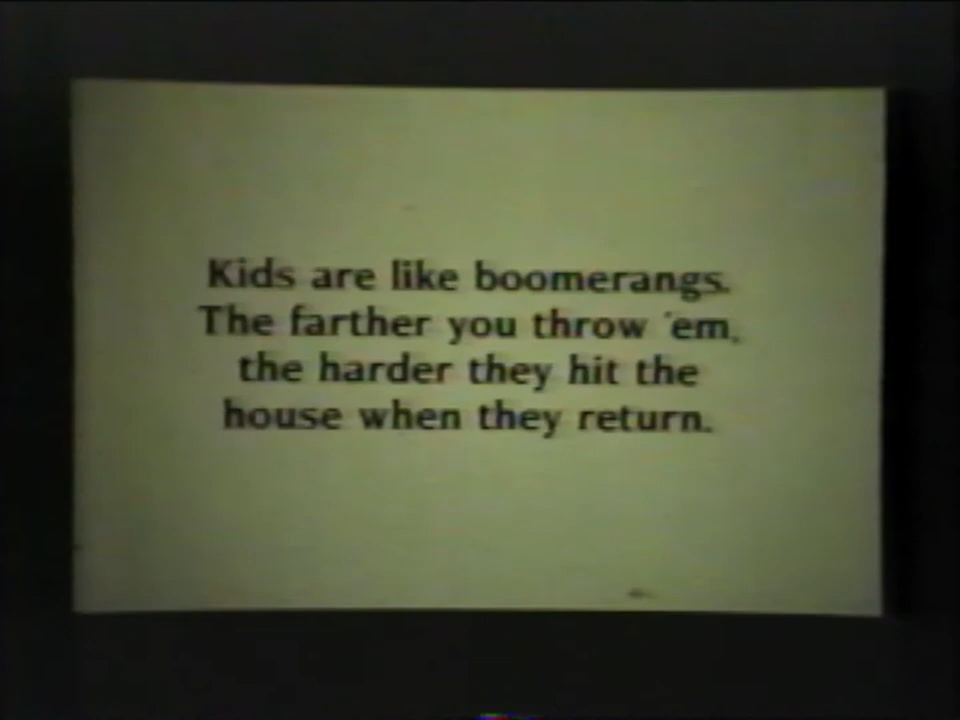 Kids are like boomerangs.
The farther you throw 'em,
the harder they hit the
house when they return.